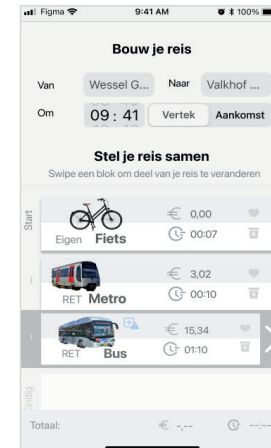 Figma 9:41 AM 100%
Bouw je reis
Van Wessel G... Naar Valkhof ...
Om 09 : 41 Vertek Aankomst
Stel je reis samen
Swipe een blok om deel van je reis te veranderen
Start
€ 0,00
Eigen Fiets 00:07
€ 3,02
RET Metro 00:10
€ 15,34
RET Bus 01:10
Totaal: € -,-- --:--